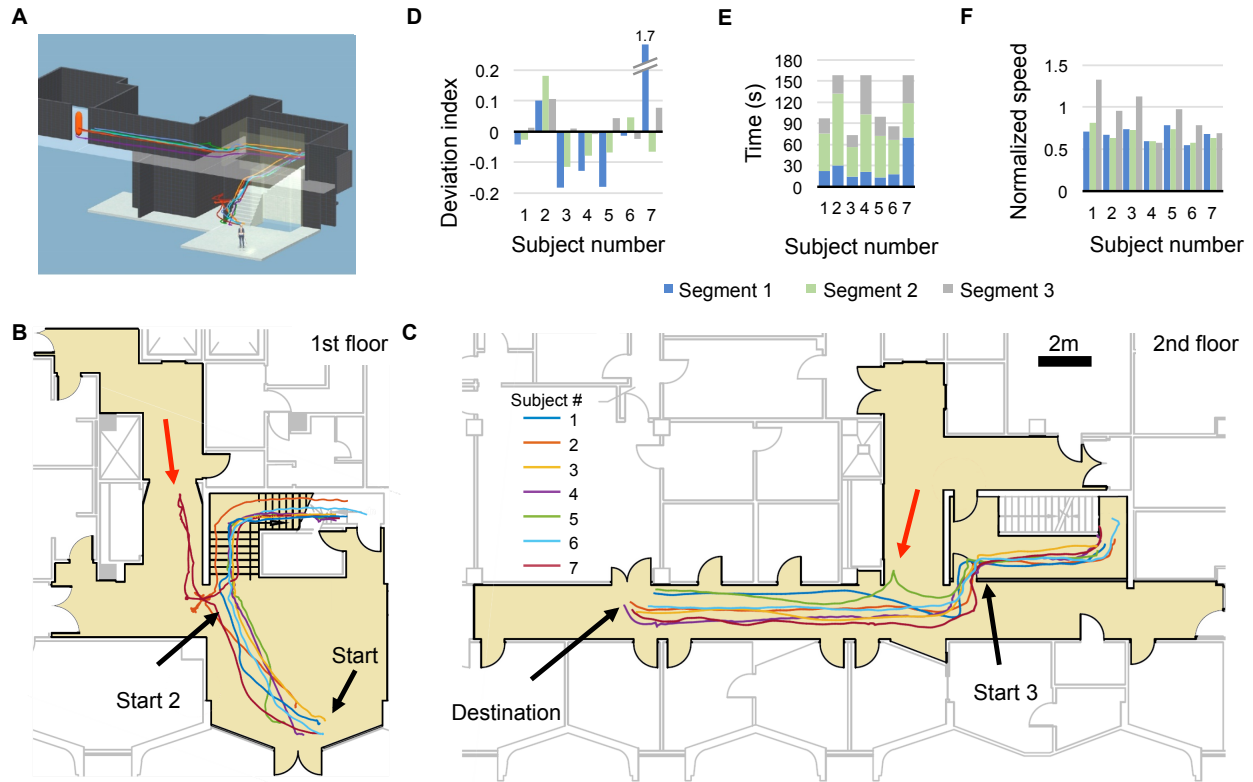 A
D
E
F
1.7
0.2
0.1
0
-0.1
-0.2
Deviation index
1 2 3 4 5 6 7
Subject number
180
150
120
90
60
30
0
Time (s)
1 2 3 4 5 6 7
Subject number
1.5
1
0.5
0
Normalized speed
1 2 3 4 5 6 7
Subject number
Segment 1
Segment 2
Segment 3
B
1st floor
Start
Start 2
C
2m
2nd floor
Subject #
1
2
3
4
5
6
7
Start 3
Destination